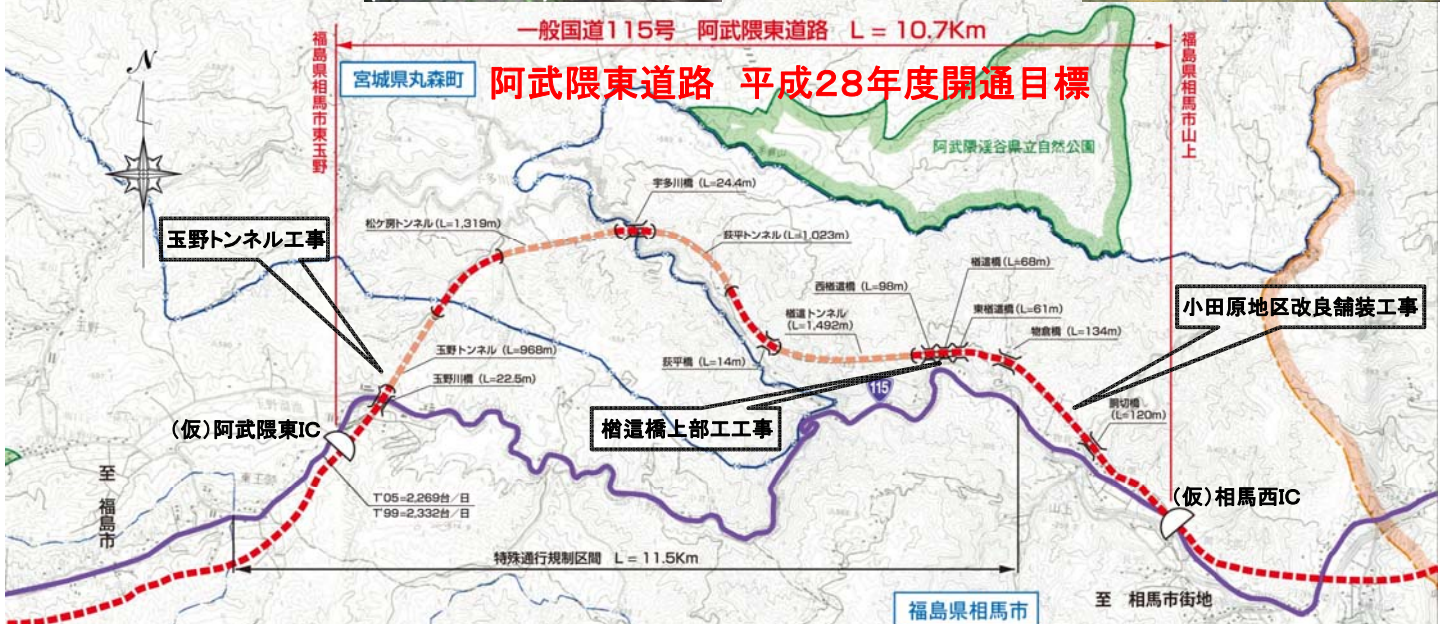 一般国道115号 阿武隈東道路 L = 10.7Km
福島県相馬市東玉野
福島県相馬市山上
N
宮城県丸森町
阿武隈東道路 平成28年度開通目標
阿武隈渓谷県立自然公園
宇多川橋 (L=24.4m)
松ケ房トンネル (L=1,319m)
玉野トンネル工事
萩平トンネル (L=1,023m)
楢這橋 (L=68m)
西楢這橋 (L=98m)
東楢這橋 (L=61m)
小田原地区改良舗装工事
楢這トンネル
(L=1,492m)
物倉橋 (L=134m)
玉野トンネル (L=968m)
萩平橋 (L=14m)
玉野川橋 (L=22.5m)
115
胴切橋
(L=120m)
楢這橋上部工工事
(仮)阿武隈東IC
至 福島市
T'05=2,269台/日
T'99=2,332台/日
(仮)相馬西IC
山上
特殊通行規制区間 L = 11.5Km
福島県相馬市
至 相馬市街地